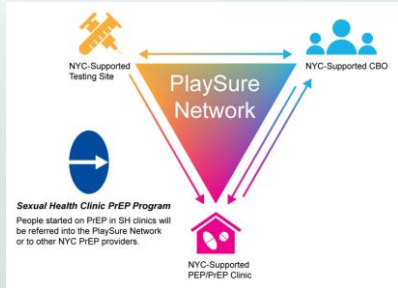 NYC-Supported
Testing Site
NYC-Supported CBO
PlaySure
Network
Sexual Health Clinic PrEP Program
People started on PrEP in SH clinics will
be referred into the PlaySure Network
or to other NYC PrEP providers.
NYC-Supported
PEP/PrEP Clinic